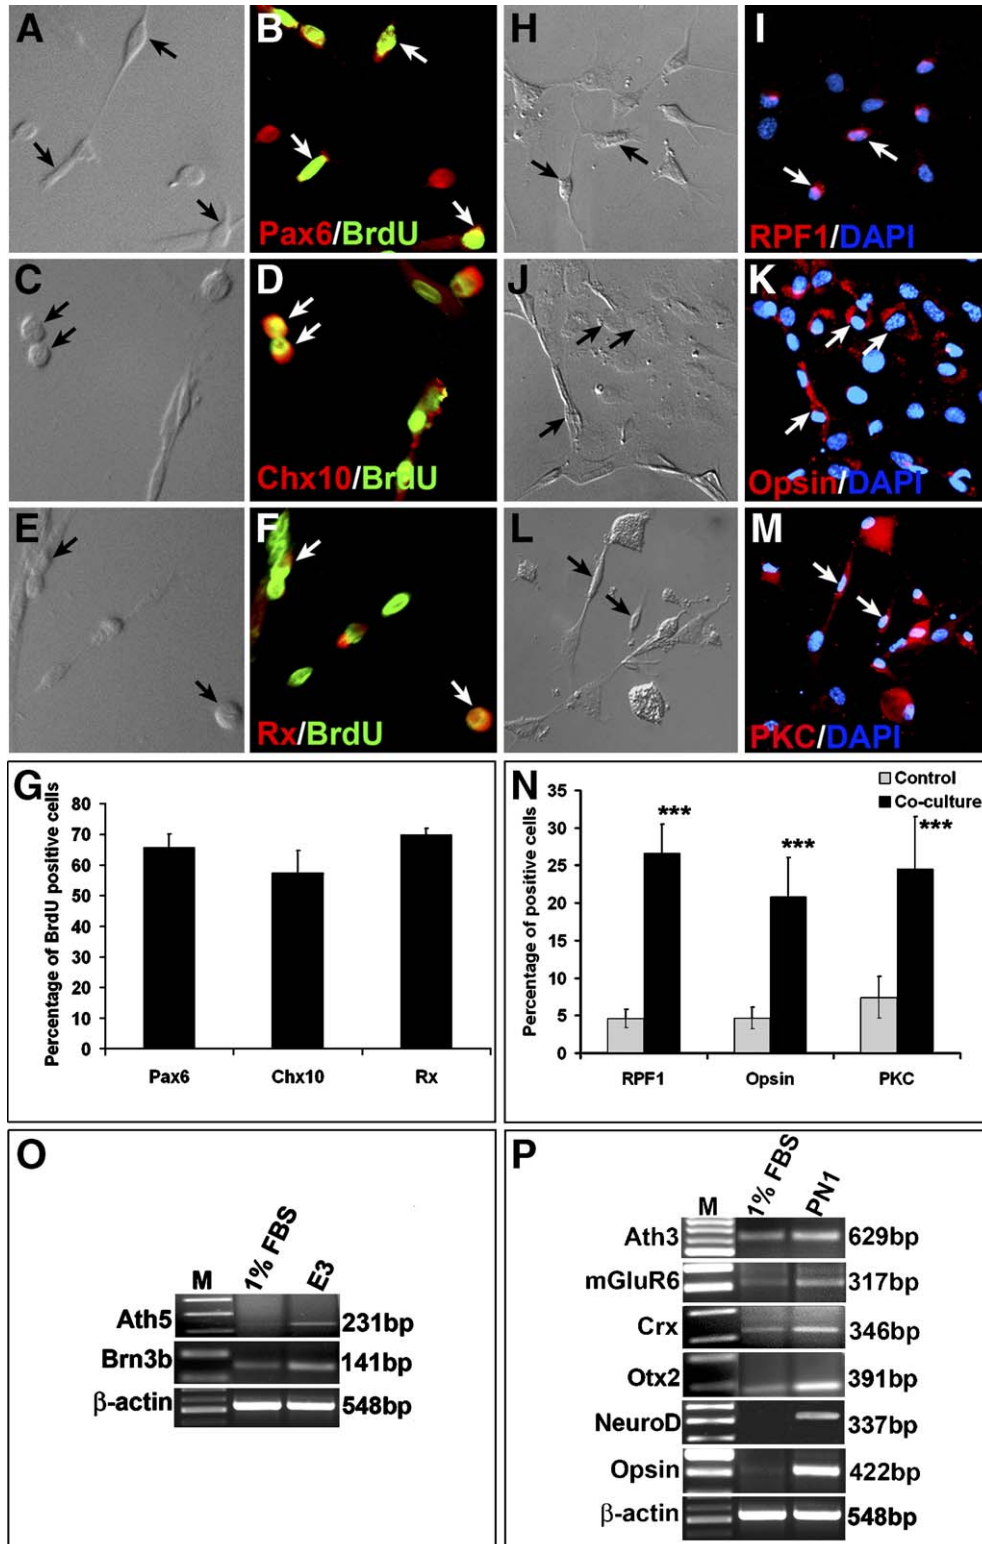 A
B
Pax6/BrdU
H
I
RPF1/DAPI
C
D
Chx10/BrdU
J
K
Opsin/DAPI
E
F
Rx/BrdU
L
M
PKC/DAPI
G
Percentage of BrdU positive cells
80
70
60
50
40
30
20
10
0
Pax6 Chx10 Rx
N
Control
Co-culture
Percentage of positive cells
35
30
25
20
15
10
5
0
*** *** ***
RPF1 Opsin PKC
O
M 1% FBS E3
Ath5 231bp
Brn3b 141bp
β-actin 548bp
P
M 1% FBS PN1
Ath3 629bp
mGluR6 317bp
Crx 346bp
Otx2 391bp
NeuroD 337bp
Opsin 422bp
β-actin 548bp